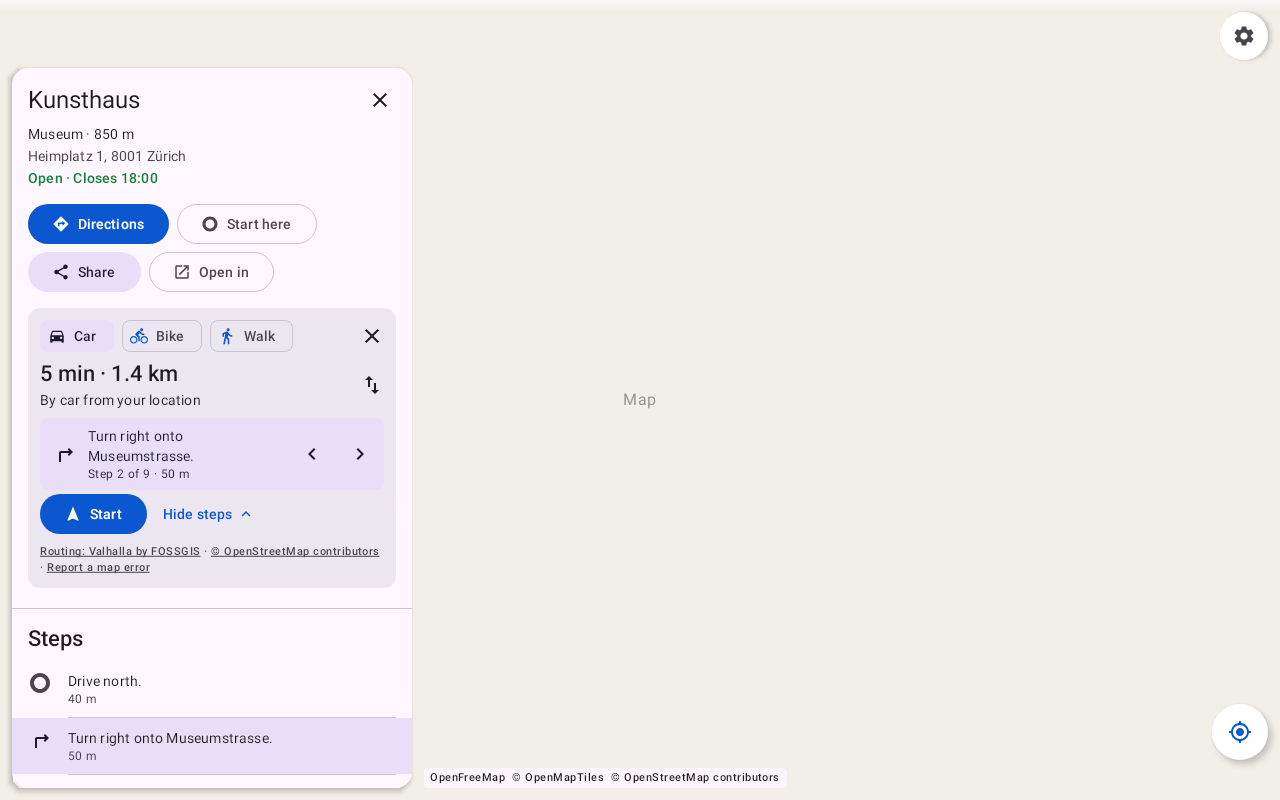 Kunsthaus
Museum · 850 m
Heimplatz 1, 8001 Zürich
Open · Closes 18:00
Directions
Start here
Share
Open in
Car
Bike
Walk
5 min · 1.4 km
By car from your location
Turn right onto
Museumstrasse.
Step 2 of 9 · 50 m
Start
Hide steps
Routing: Valhalla by FOSSGIS · © OpenStreetMap contributors
· Report a map error
Steps
Drive north.
40 m
Turn right onto Museumstrasse.
50 m
Map
OpenFreeMap © OpenMapTiles © OpenStreetMap contributors